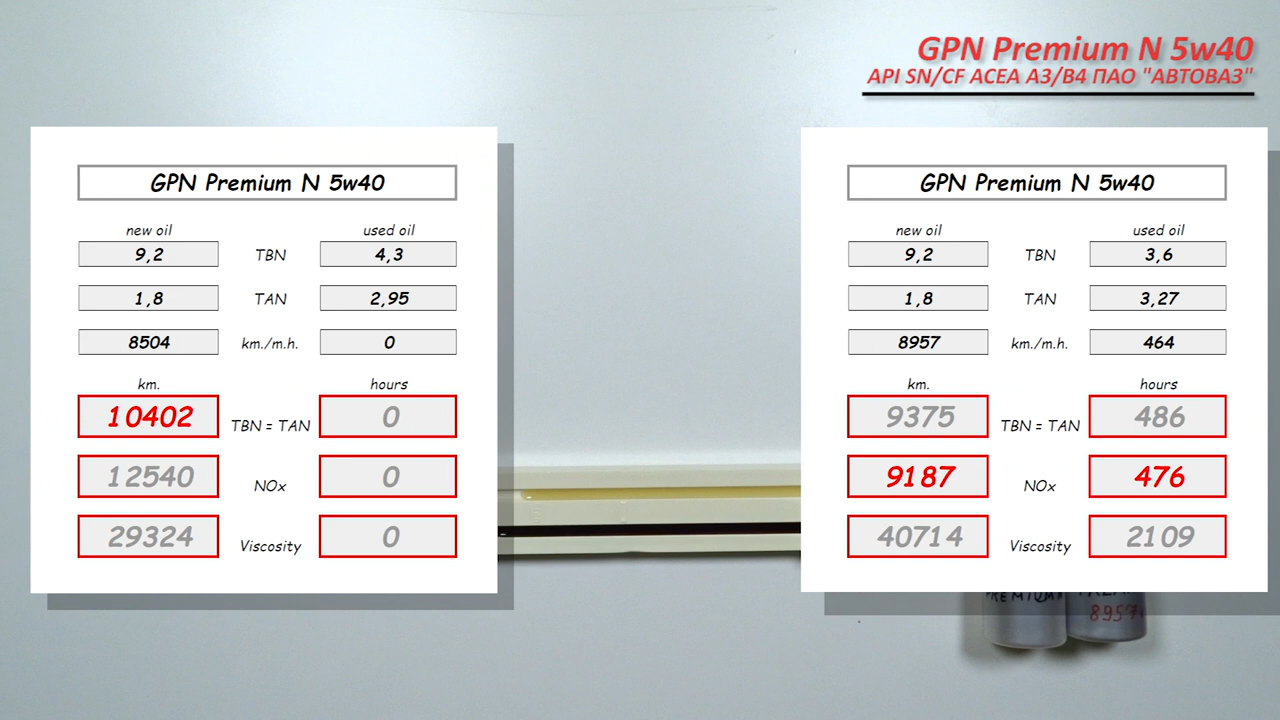 GPN Premium N 5w40
API SN/CF ACEA A3/B4 ПАО "АВТОВАЗ"
GPN Premium N 5w40
new oil used oil
9,2 TBN 4,3
1,8 TAN 2,95
8504 km./m.h. 0
km. hours
10402 TBN = TAN 0
12540 NOx 0
29324 Viscosity 0
GPN Premium N 5w40
new oil used oil
9,2 TBN 3,6
1,8 TAN 3,27
8957 km./m.h. 464
km. hours
9375 TBN = TAN 486
9187 NOx 476
40714 Viscosity 2109
PREMIUM
8957